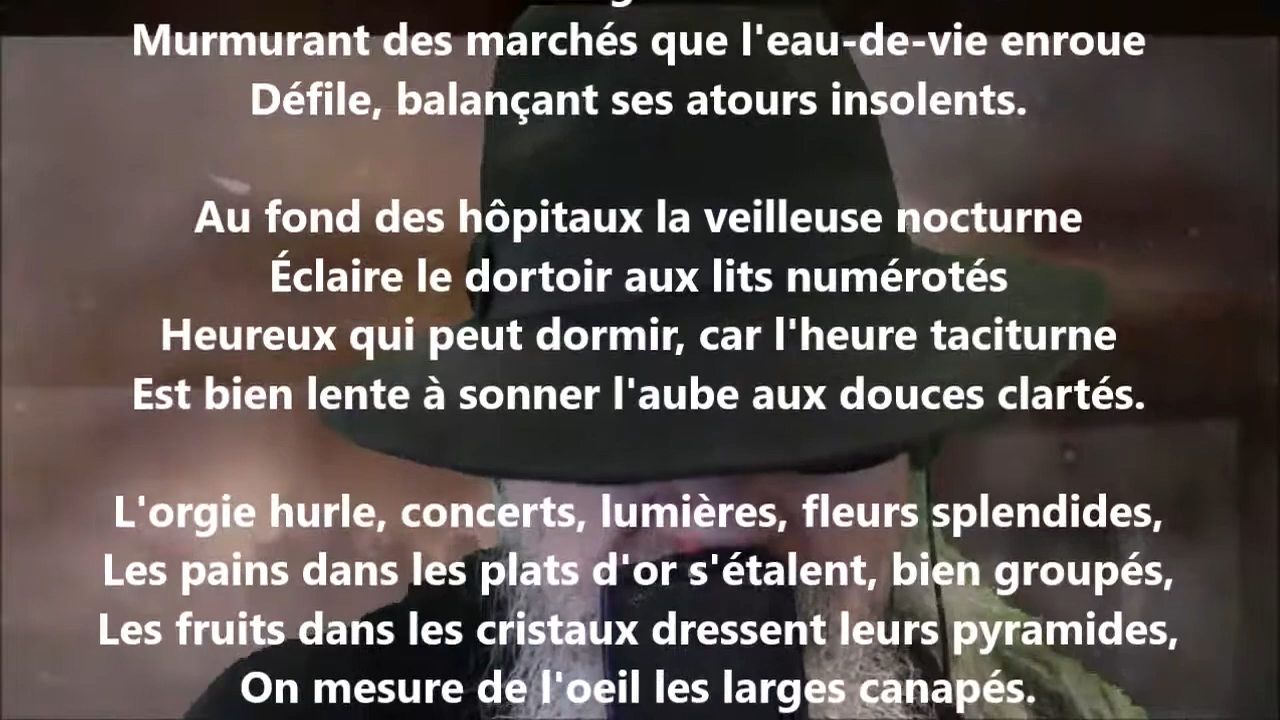 Murmurant des marchés que l'eau-de-vie enroue
Défile, balançant ses atours insolents.
Au fond des hôpitaux la veilleuse nocturne
Éclaire le dortoir aux lits numérotés
Heureux qui peut dormir, car l'heure taciturne
Est bien lente à sonner l'aube aux douces clartés.
L'orgie hurle, concerts, lumières, fleurs splendides,
Les pains dans les plats d'or s'étalent, bien groupés,
Les fruits dans les cristaux dressent leurs pyramides,
On mesure de l'oeil les larges canapés.